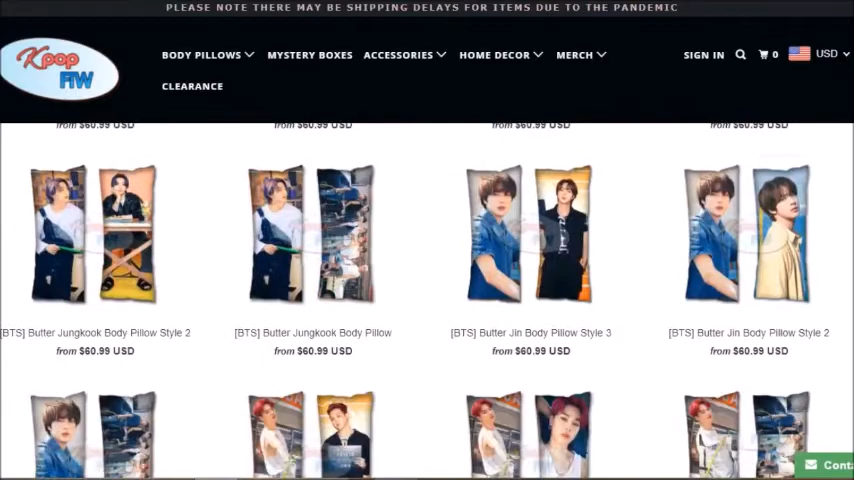 PLEASE NOTE THERE MAY BE SHIPPING DELAYS FOR ITEMS DUE TO THE PANDEMIC
Kpop
FTW
BODY PILLOWS MYSTERY BOXES ACCESSORIES HOME DECOR MERCH SIGN IN 0 USD
CLEARANCE
from $60.99 USD from $60.99 USD from $60.99 USD from $60.99 USD
[BTS] Butter Jungkook Body Pillow Style 2 [BTS] Butter Jungkook Body Pillow [BTS] Butter Jin Body Pillow Style 3 [BTS] Butter Jin Body Pillow Style 2
from $60.99 USD from $60.99 USD from $60.99 USD from $60.99 USD
Conta